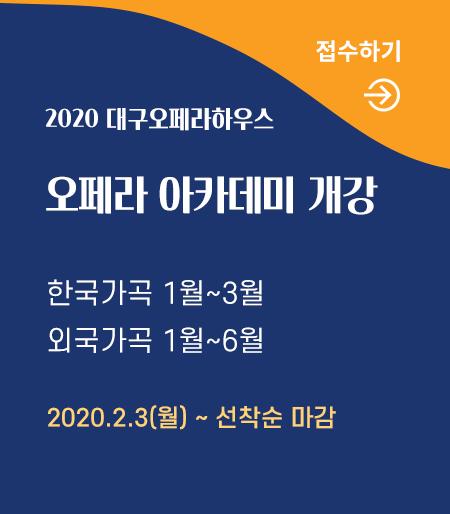 접수하기
2020 대구오페라하우스
오페라 아카데미 개강
한국가곡 1월~3월
외국가곡 1월~6월
2020.2.3(월) ~ 선착순 마감